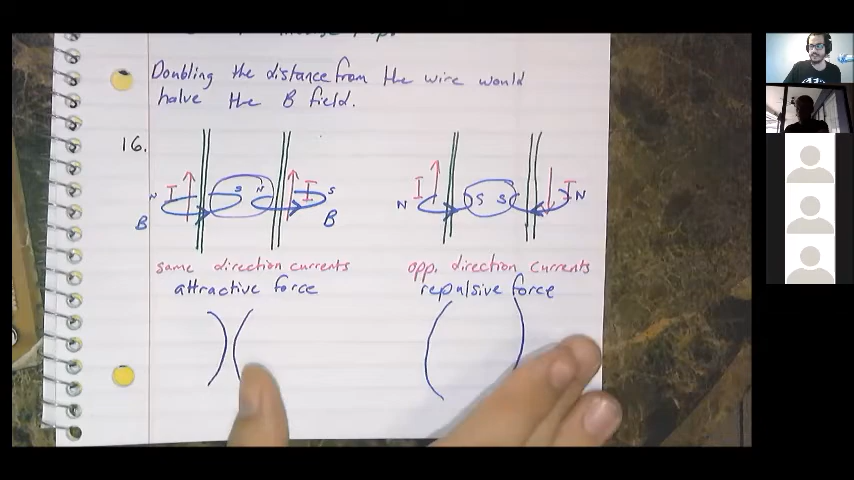 Doubling the distance from the wire would
halve the B field.
16.
I I I I
N S N S N S S N
B B
same direction currents opp. direction currents
attractive force repulsive force